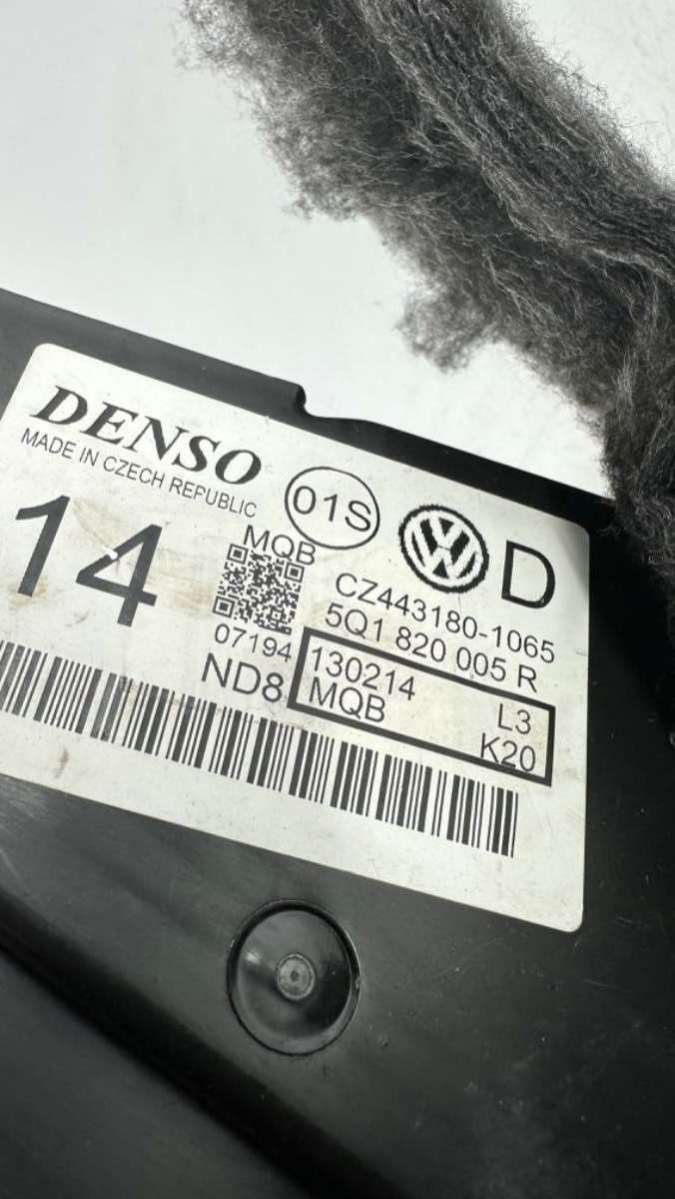 DENSO
MADE IN CZECH REPUBLIC
01S
VW
D
14
MQB
07194
ND8
CZ443180-1065
5Q1 820 005 R
130214 L3
MQB K20